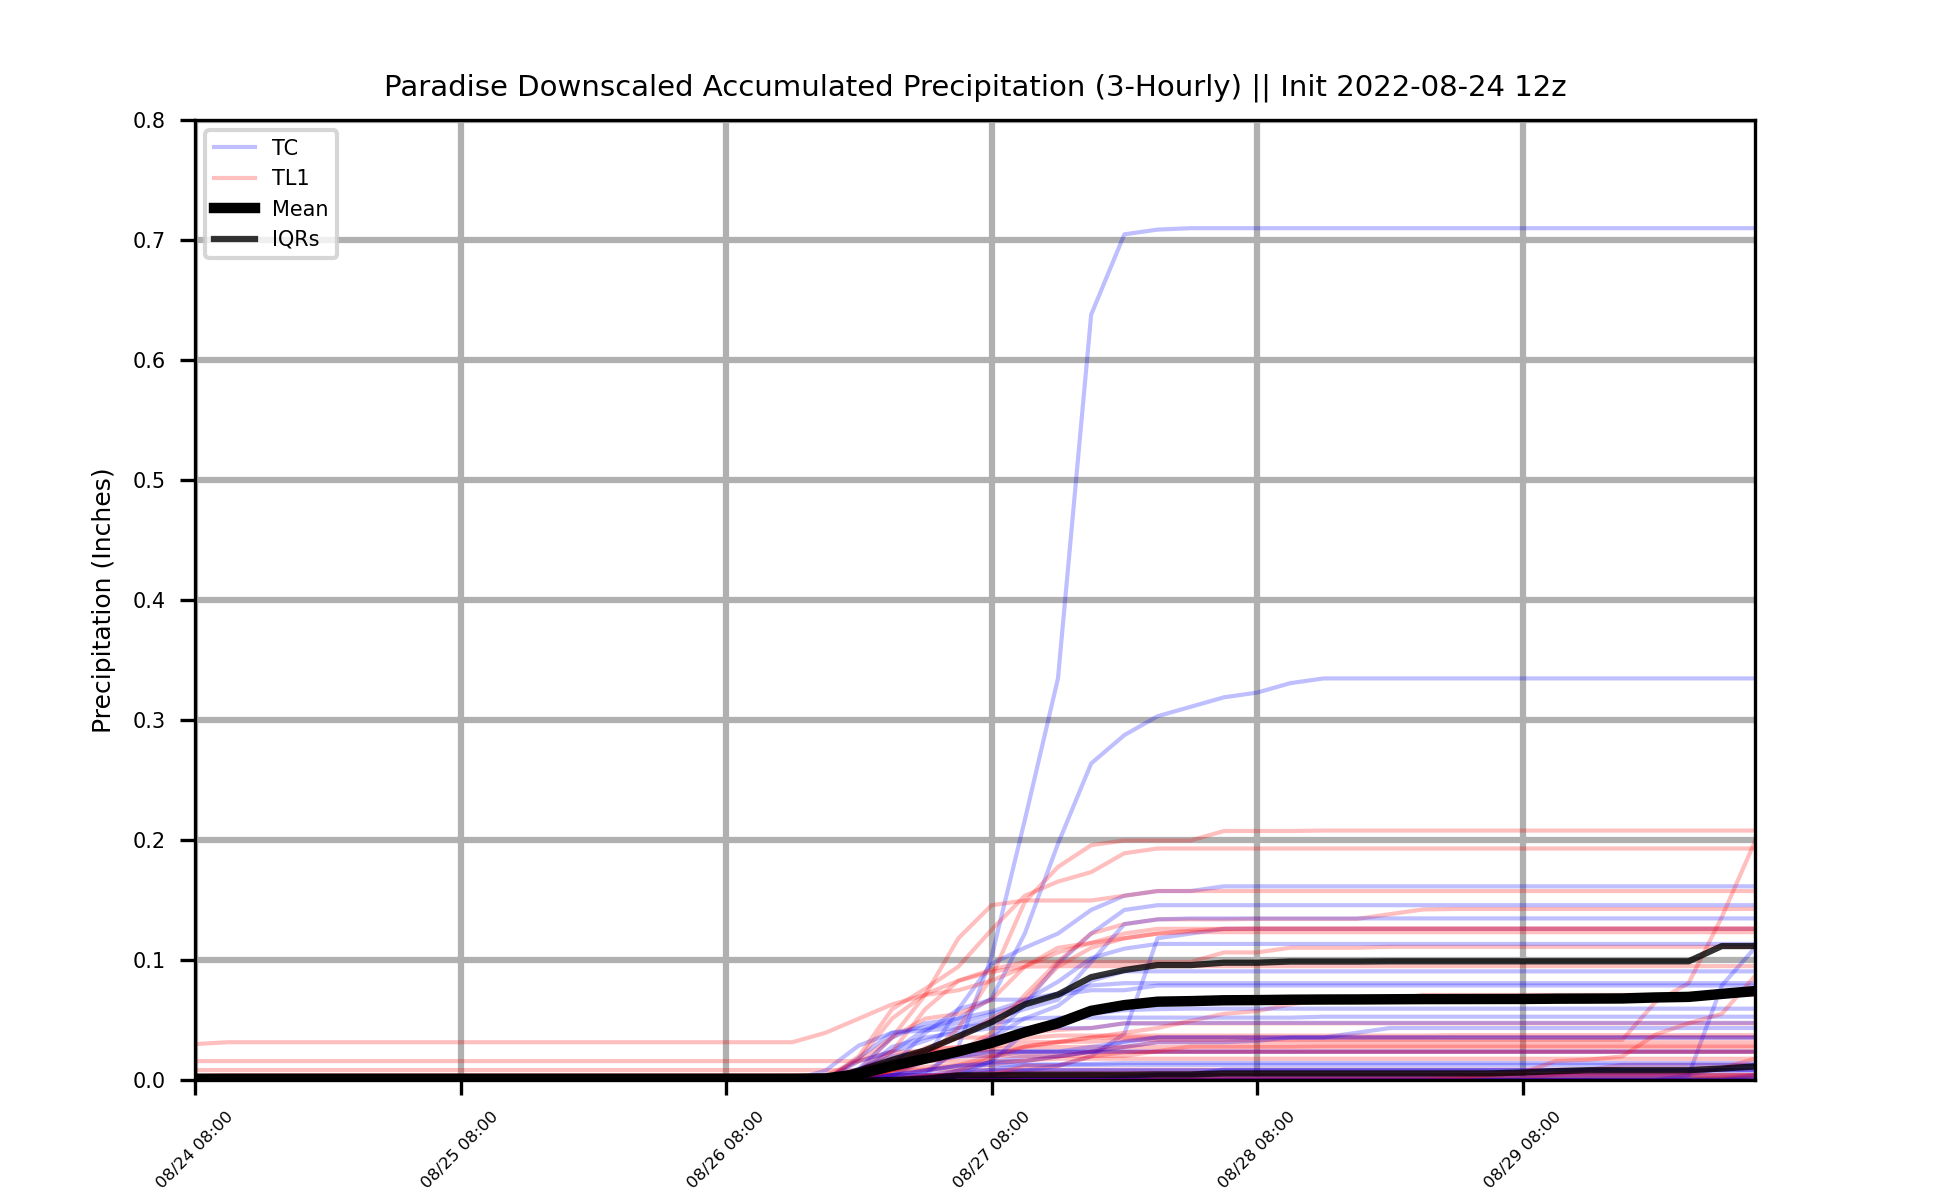 Paradise Downscaled Accumulated Precipitation (3-Hourly) || Init 2022-08-24 12z
TC
TL1
Mean
IQRs
Precipitation (Inches)
0.8
0.7
0.6
0.5
0.4
0.3
0.2
0.1
0.0
08/24 08:00
08/25 08:00
08/26 08:00
08/27 08:00
08/28 08:00
08/29 08:00